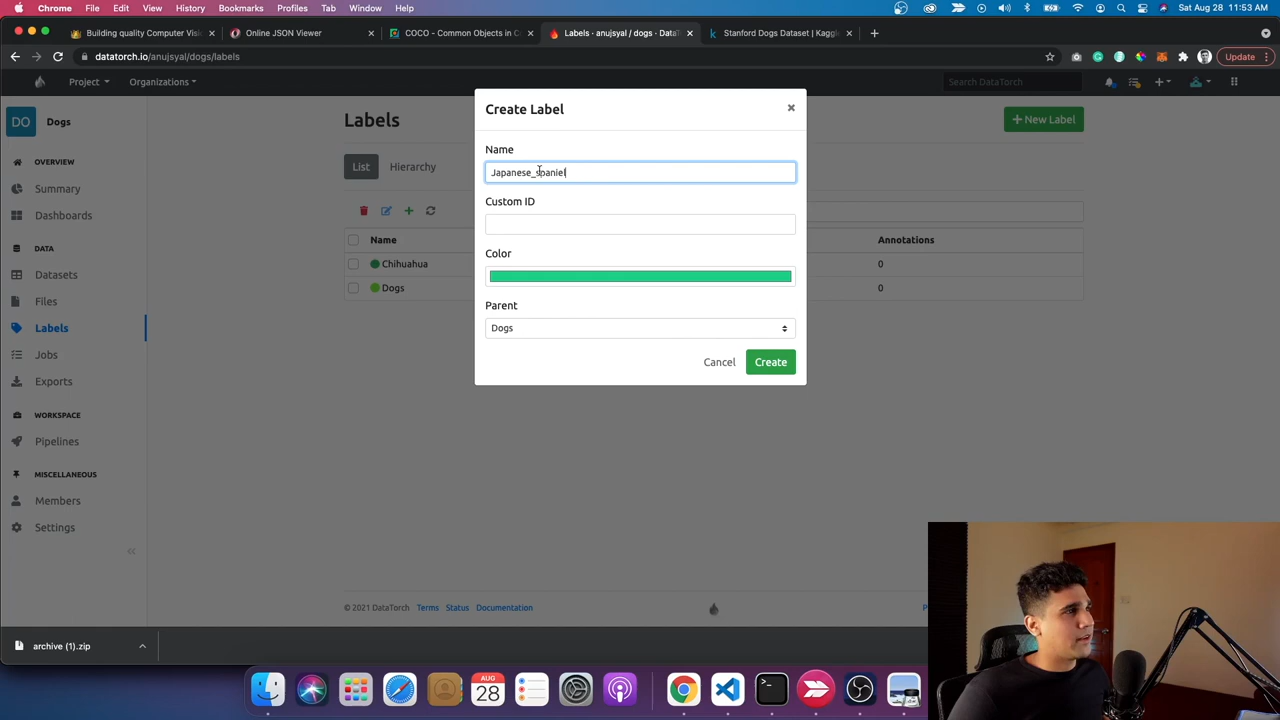 Chrome File Edit View History Bookmarks Profiles Tab Window Help Sat Aug 28 11:53 AM
Building quality Computer Visi Online JSON Viewer COCO - Common Objects in C Labels · anujsyal / dogs · DataT Stanford Dogs Dataset | Kaggle
datatorch.io/anujsyal/dogs/labels Update
Project Organizations Search DataTorch
DO Dogs
OVERVIEW
Summary
Dashboards
DATA
Datasets
Files
Labels
Jobs
Exports
WORKSPACE
Pipelines
MISCELLANEOUS
Members
Settings
Labels New Label
List Hierarchy
Name Annotations
Chihuahua 0
Dogs 0
Create Label
Name
Japanese_spaniel
Custom ID
Color
Parent
Dogs
Cancel Create
© 2021 DataTorch Terms Status Documentation
archive (1).zip
AUG
28